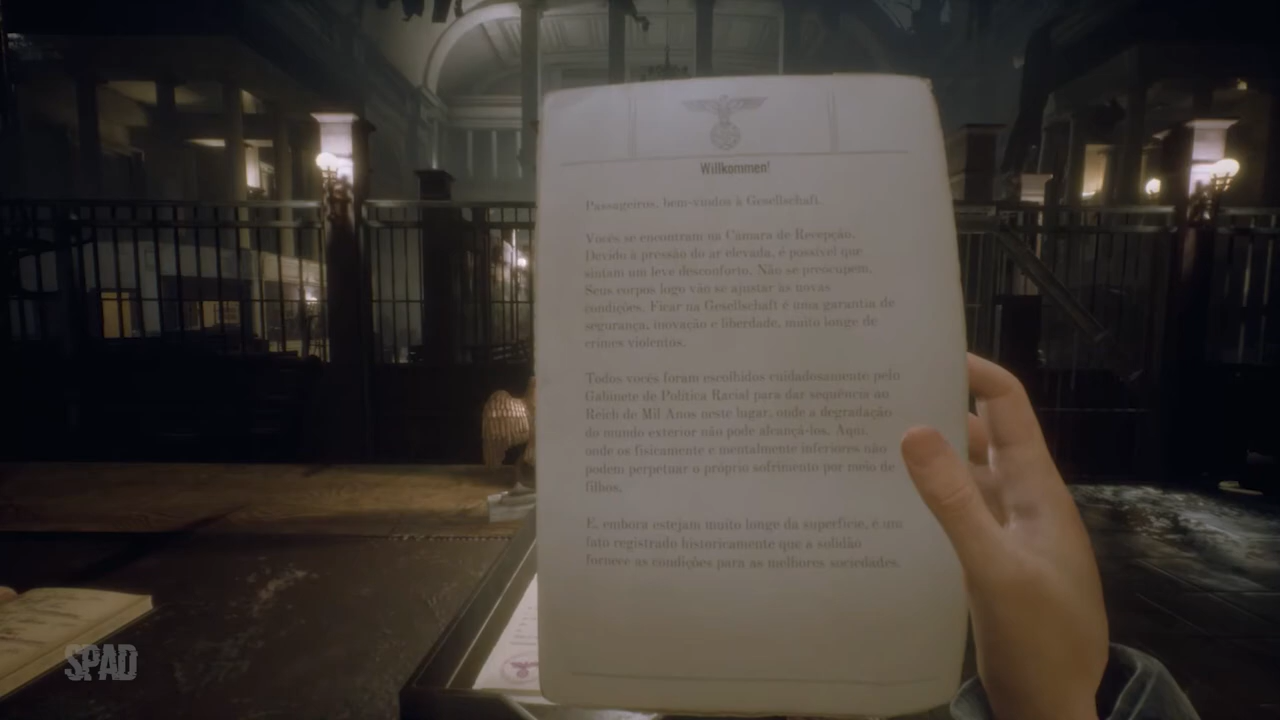 Willkommen!
Passageiros, bem-vindos à Gesellschaft.
Vocês se encontram na Câmara de Recepção.
Devido à pressão do ar elevada, é possível que
sintam um leve desconforto. Não se preocupem.
Seus corpos logo vão se ajustar às novas
condições. Ficar na Gesellschaft é uma garantia de
segurança, inovação e liberdade, muito longe de
crimes violentos.
Todos vocês foram escolhidos cuidadosamente pelo
Gabinete de Política Racial para dar sequência ao
Reich de Mil Anos neste lugar, onde a degradação
do mundo exterior não pode alcançá-los. Aqui
onde os fisicamente e mentalmente inferiores não
podem perpetuar o próprio sofrimento por meio de
filhos.
E, embora estejam muito longe da superfície, é um
fato registrado historicamente que a solidão
fornece as condições para as melhores sociedades.
SPAD